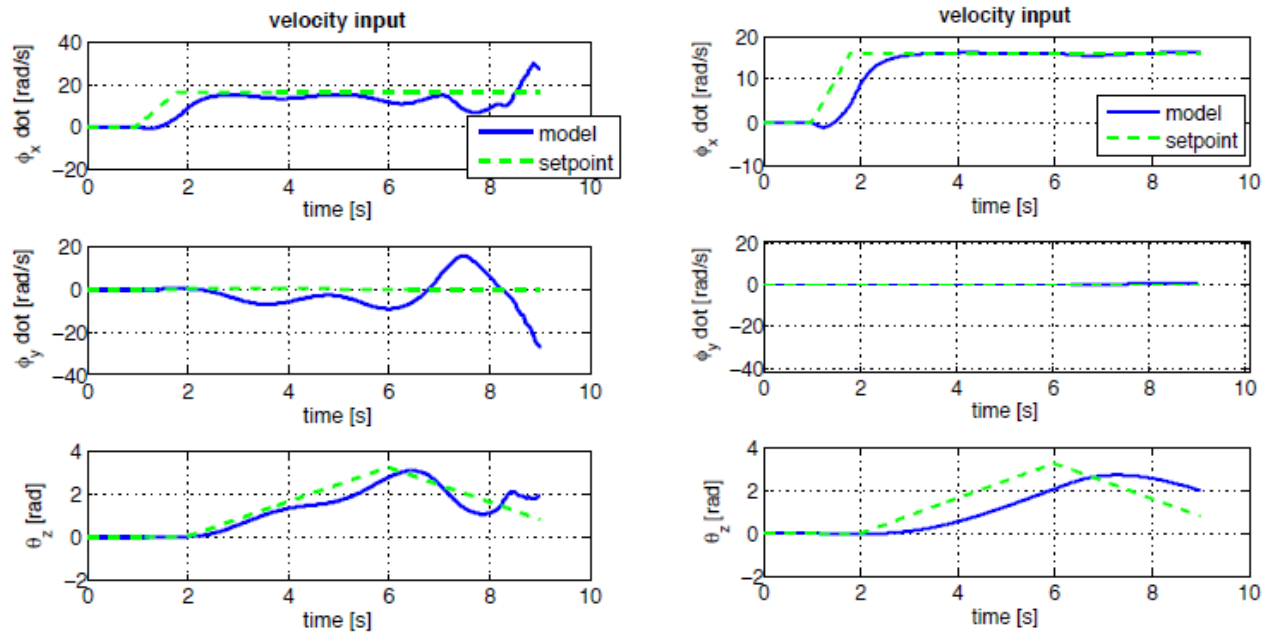 velocity input
40
20
0
−20
ϕx dot [rad/s]
model
setpoint
0 2 4 6 8 10
time [s]
20
0
−20
−40
ϕy dot [rad/s]
0 2 4 6 8 10
time [s]
4
2
0
−2
θz [rad]
0 2 4 6 8 10
time [s]
velocity input
20
10
0
−10
ϕx dot [rad/s]
model
setpoint
0 2 4 6 8 10
time [s]
20
0
−20
−40
ϕy dot [rad/s]
0 2 4 6 8 10
time [s]
4
2
0
−2
θz [rad]
0 2 4 6 8 10
time [s]